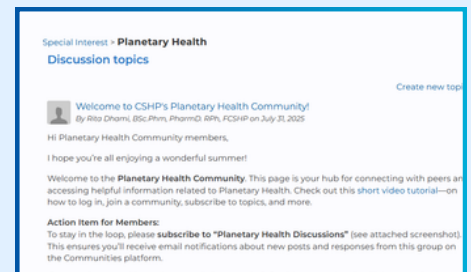 Special Interest > Planetary Health
Discussion topics
Create new topi
Welcome to CSHP's Planetary Health Community!
By Rita Dhami, BSc.Phm, PharmD, RPh, FCSHP on July 31, 2025
Hi Planetary Health Community members,
I hope you're all enjoying a wonderful summer!
Welcome to the Planetary Health Community. This page is your hub for connecting with peers an
accessing helpful information related to Planetary Health. Check out this short video tutorial—on
how to log in, join a community, subscribe to topics, and more.
Action Item for Members:
To stay in the loop, please subscribe to "Planetary Health Discussions" (see attached screenshot).
This ensures you'll receive email notifications about new posts and responses from this group on
the Communities platform.